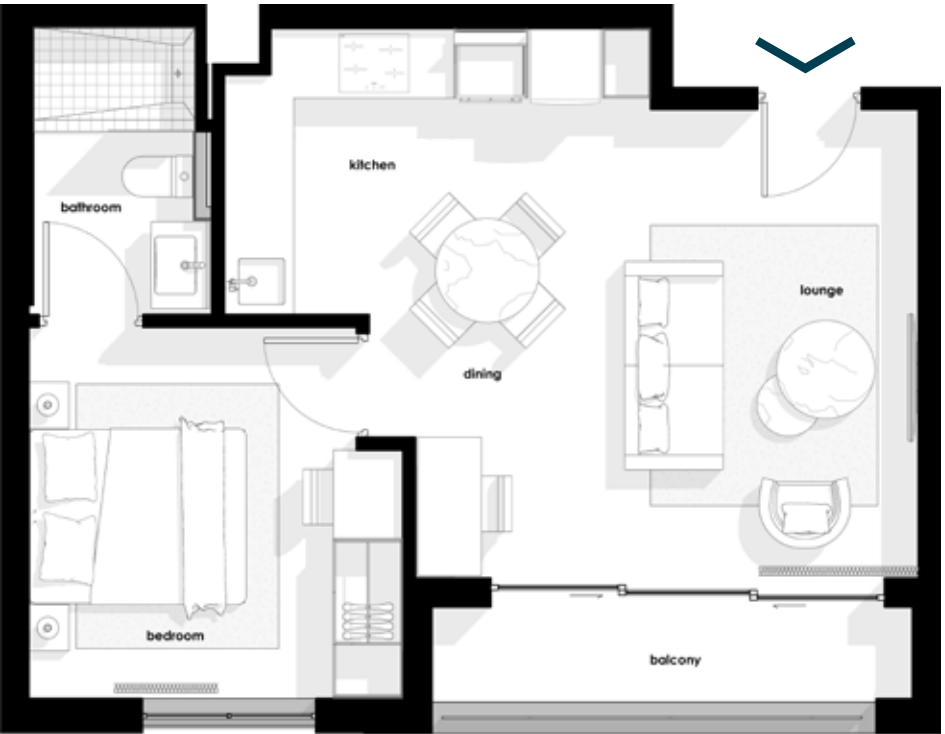 kitchen
bathroom
lounge
dining
bedroom
balcony